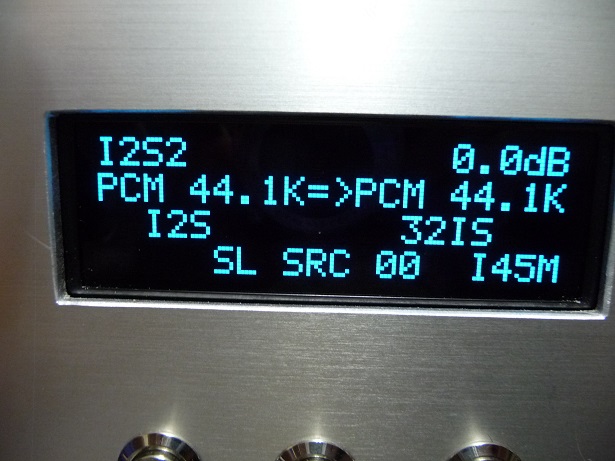 I2S2 0.0dB
PCM 44.1K=>PCM 44.1K
I2S 32IS
SL SRC 00 I45M